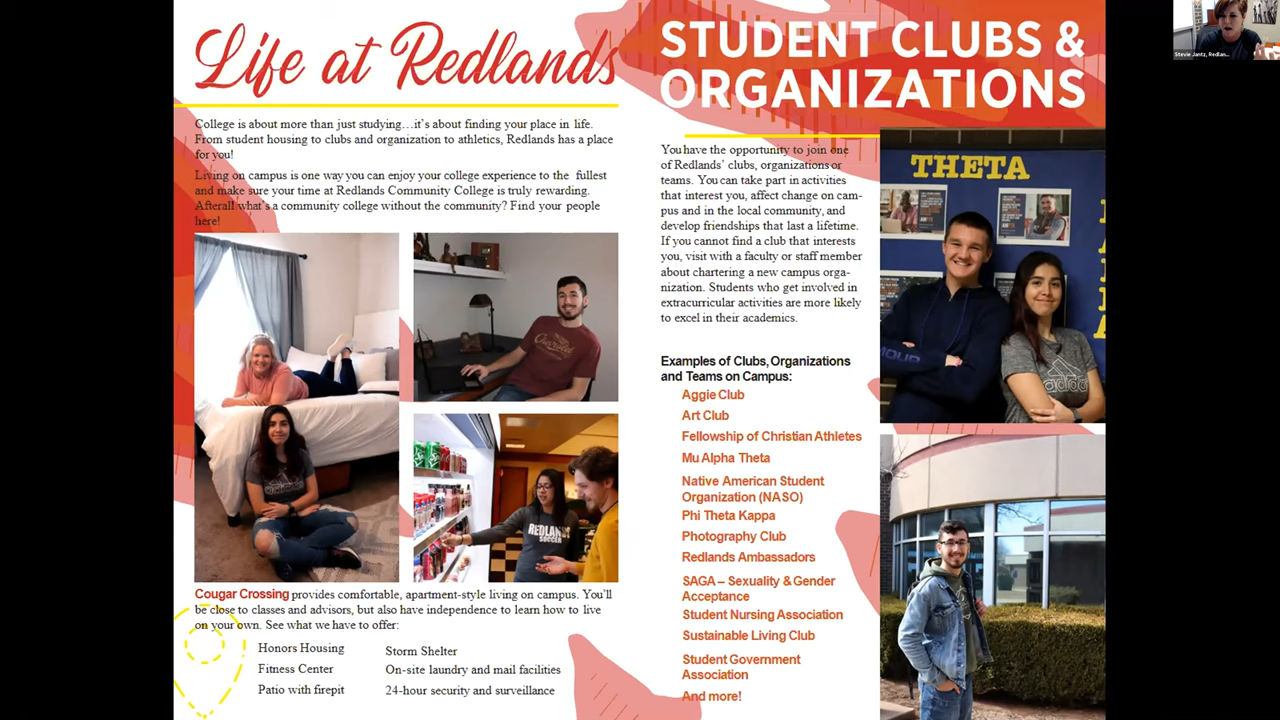 Life at Redlands
College is about more than just studying…it's about finding your place in life.
From student housing to clubs and organization to athletics, Redlands has a place
for you!
Living on campus is one way you can enjoy your college experience to the fullest
and make sure your time at Redlands Community College is truly rewarding.
Afterall what's a community college without the community? Find your people
here!
REDLANDS
SOCCER
Cougar Crossing provides comfortable, apartment-style living on campus. You'll
be close to classes and advisors, but also have independence to learn how to live
on your own. See what we have to offer:
Honors Housing
Fitness Center
Patio with firepit
Storm Shelter
On-site laundry and mail facilities
24-hour security and surveillance
STUDENT CLUBS &
ORGANIZATIONS
You have the opportunity to join one
of Redlands' clubs, organizations or
teams. You can take part in activities
that interest you, affect change on cam-
pus and in the local community, and
develop friendships that last a lifetime.
If you cannot find a club that interests
you, visit with a faculty or staff member
about chartering a new campus orga-
nization. Students who get involved in
extracurricular activities are more likely
to excel in their academics.
Examples of Clubs, Organizations
and Teams on Campus:
Aggie Club
Art Club
Fellowship of Christian Athletes
Mu Alpha Theta
Native American Student
Organization (NASO)
Phi Theta Kappa
Photography Club
Redlands Ambassadors
SAGA – Sexuality & Gender
Acceptance
Student Nursing Association
Sustainable Living Club
Student Government
Association
And more!
THETA
adidas
Stevie Jantz, Redlan...